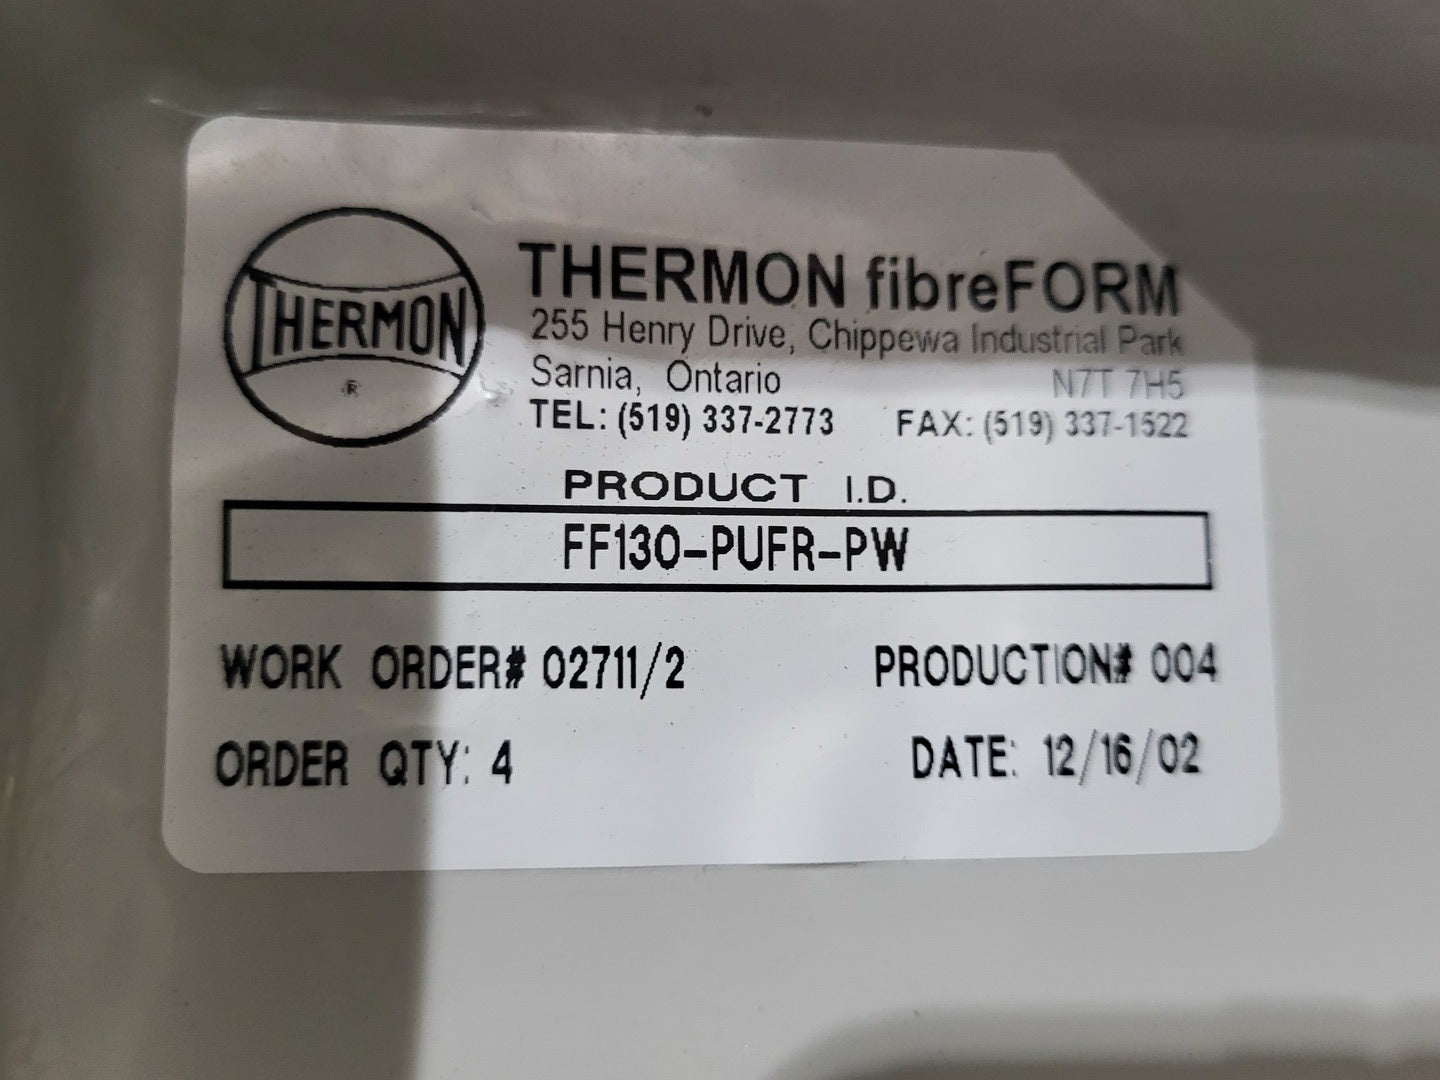 THERMON
®
THERMON fibreFORM
255 Henry Drive, Chippewa Industrial Park
Sarnia, Ontario N7T 7H5
TEL: (519) 337-2773 FAX: (519) 337-1522
PRODUCT I.D.
FF130-PUFR-PW
WORK ORDER# 02711/2 PRODUCTION# 004
ORDER QTY: 4 DATE: 12/16/02